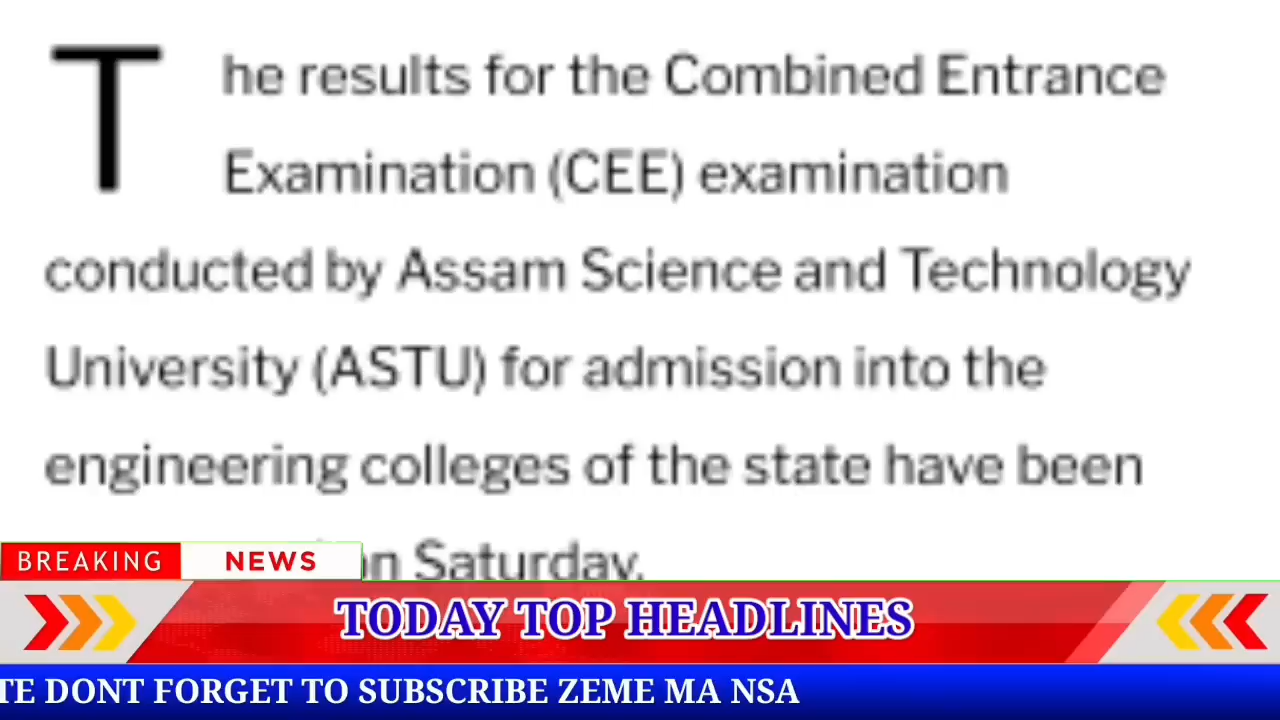 The results for the Combined Entrance
Examination (CEE) examination
conducted by Assam Science and Technology
University (ASTU) for admission into the
engineering colleges of the state have been
on Saturday.
BREAKING NEWS
TODAY TOP HEADLINES
TE DONT FORGET TO SUBSCRIBE ZEME MA NSA